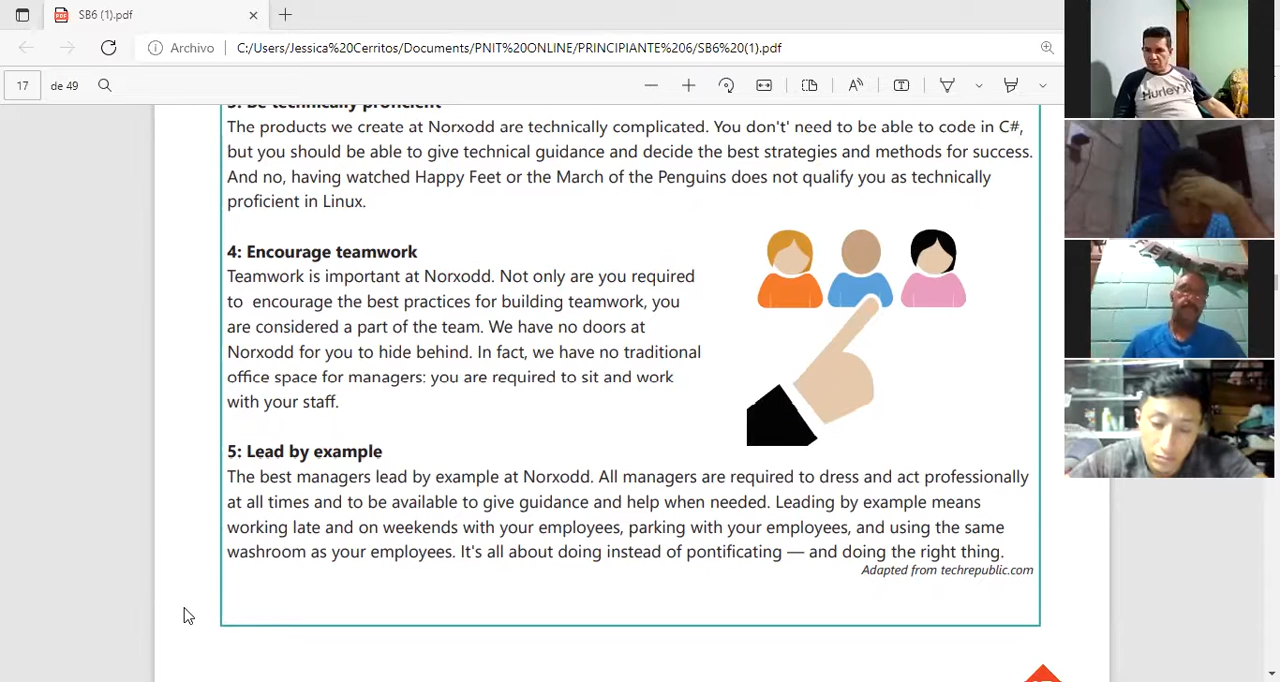 SB6 (1).pdf
Archivo
C:/Users/Jessica%20Cerritos/Documents/PNIT%20ONLINE/PRINCIPIANTE%206/SB6%20(1).pdf
17 de 49
Be technically proficient
The products we create at Norxodd are technically complicated. You don't' need to be able to code in C#,
but you should be able to give technical guidance and decide the best strategies and methods for success.
And no, having watched Happy Feet or the March of the Penguins does not qualify you as technically
proficient in Linux.
4: Encourage teamwork
Teamwork is important at Norxodd. Not only are you required
to encourage the best practices for building teamwork, you
are considered a part of the team. We have no doors at
Norxodd for you to hide behind. In fact, we have no traditional
office space for managers: you are required to sit and work
with your staff.
5: Lead by example
The best managers lead by example at Norxodd. All managers are required to dress and act professionally
at all times and to be available to give guidance and help when needed. Leading by example means
working late and on weekends with your employees, parking with your employees, and using the same
washroom as your employees. It's all about doing instead of pontificating — and doing the right thing.
Adapted from techrepublic.com
Hurley